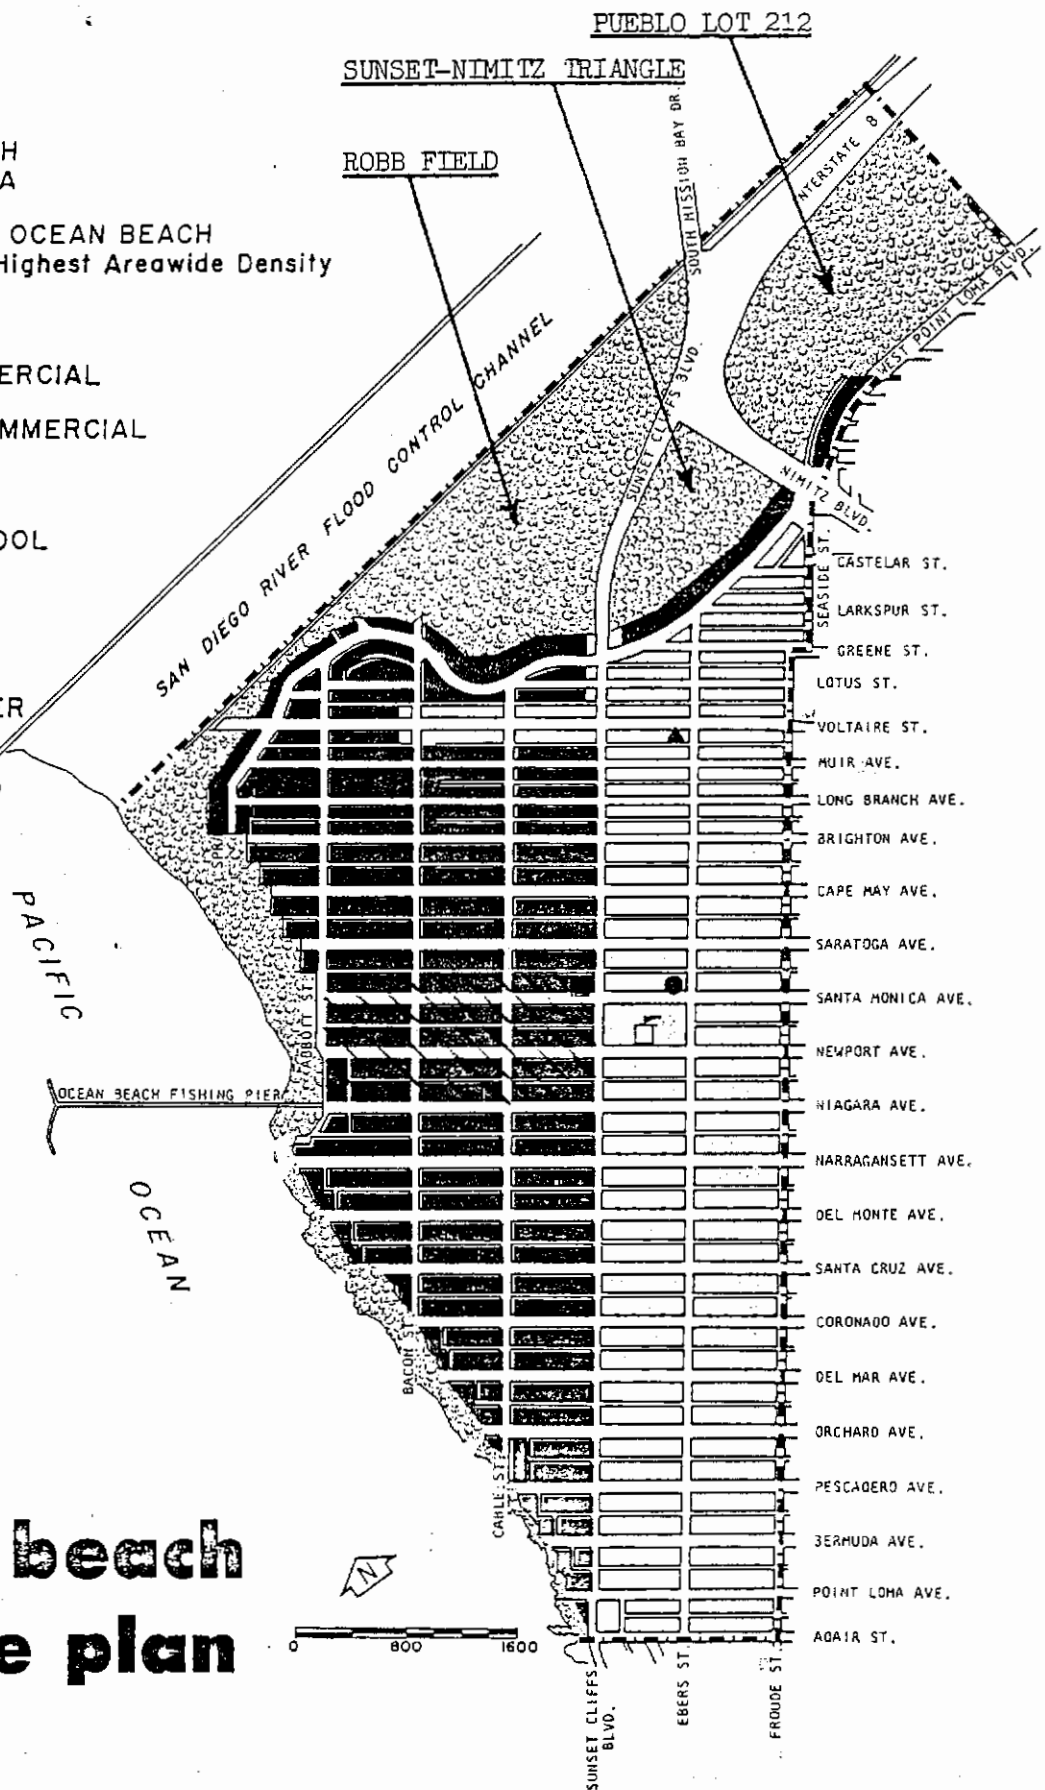 PUEBLO LOT 212
SUNSET-NIMITZ TRIANGLE
ROBB FIELD
H
A
OCEAN BEACH
Highest Areawide Density
ERCIAL
MMERCIAL
OOL
ER
SOUTH MISSION BAY DR.
NTERSTATE 8
WEST POINT LOMA BLVD.
SUNSET CLIFFS BLVD.
NIMITZ BLVD.
SAN DIEGO RIVER FLOOD CONTROL CHANNEL
SEASIDE ST.
CASTELAR ST.
LARKSPUR ST.
GREENE ST.
LOTUS ST.
VOLTAIRE ST.
MUIR AVE.
LONG BRANCH AVE.
BRIGHTON AVE.
CAPE MAY AVE.
SARATOGA AVE.
SANTA MONICA AVE.
NEWPORT AVE.
NIAGARA AVE.
NARRAGANSETT AVE.
DEL MONTE AVE.
SANTA CRUZ AVE.
CORONADO AVE.
DEL MAR AVE.
ORCHARD AVE.
PESCADERO AVE.
BERMUDA AVE.
POINT LOMA AVE.
ADAIR ST.
SPR
ABBOTT ST.
PACIFIC
OCEAN BEACH FISHING PIER
OCEAN
BACON ST.
CABLE ST.
beach
e plan
N
0 800 1600
SUNSET CLIFFS
BLVD.
EBERS ST.
FROUDE ST.